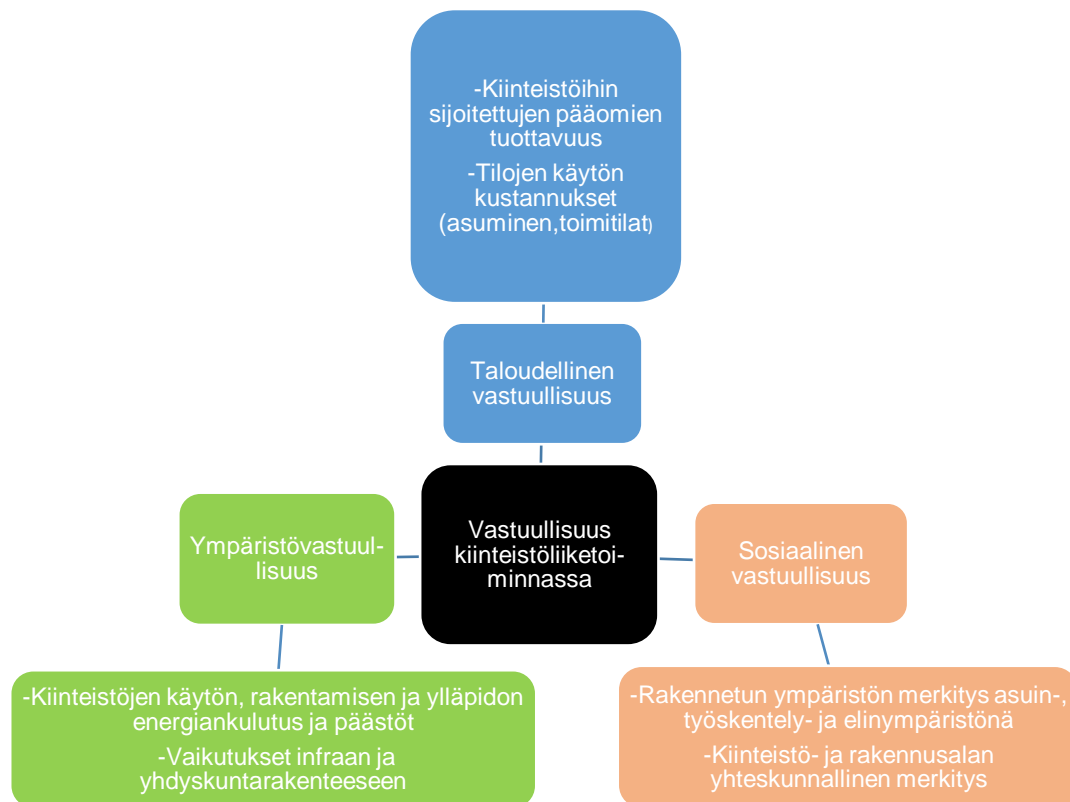 -Kiinteistöihin
sijoitettujen pääomien
tuottavuus
-Tilojen käytön
kustannukset
(asuminen,toimitilat)
Taloudellinen
vastuullisuus
Vastuullisuus
kiinteistöliiketoi-
minnassa
Ympäristövastuul-
lisuus
Sosiaalinen
vastuullisuus
-Kiinteistöjen käytön, rakentamisen ja ylläpidon
energiankulutus ja päästöt
-Vaikutukset infraan ja
yhdyskuntarakenteeseen
-Rakennetun ympäristön merkitys asuin-,
työskentely- ja elinympäristönä
-Kiinteistö- ja rakennusalan
yhteskunnallinen merkitys